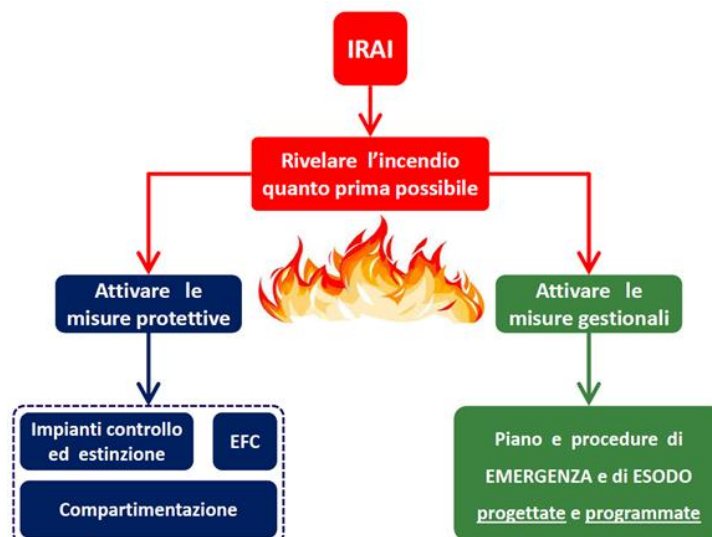 IRAI
Rivelare l'incendio
quanto prima possibile
Attivare le
misure protettive
Attivare le
misure gestionali
Impianti controllo
ed estinzione
EFC
Compartimentazione
Piano e procedure di
EMERGENZA e di ESODO
progettate e programmate